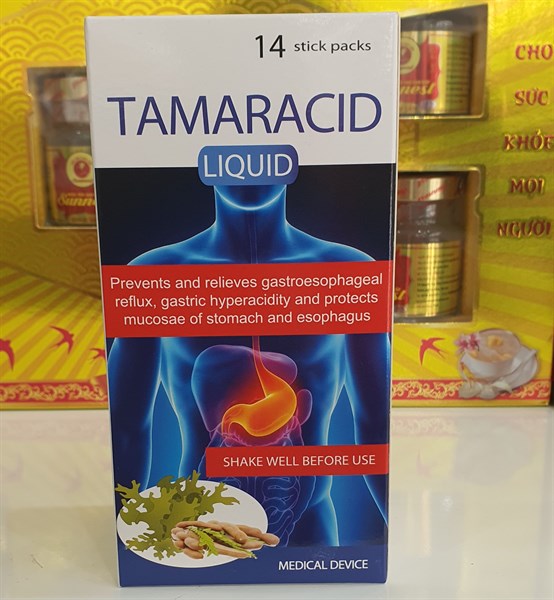 14 stick packs
TAMARACID
LIQUID
Prevents and relieves gastroesophageal
reflux, gastric hyperacidity and protects
mucosae of stomach and esophagus
SHAKE WELL BEFORE USE
MEDICAL DEVICE
CHO
SỨC
KHỎE
MỌI
NGƯỜI
Sunnest